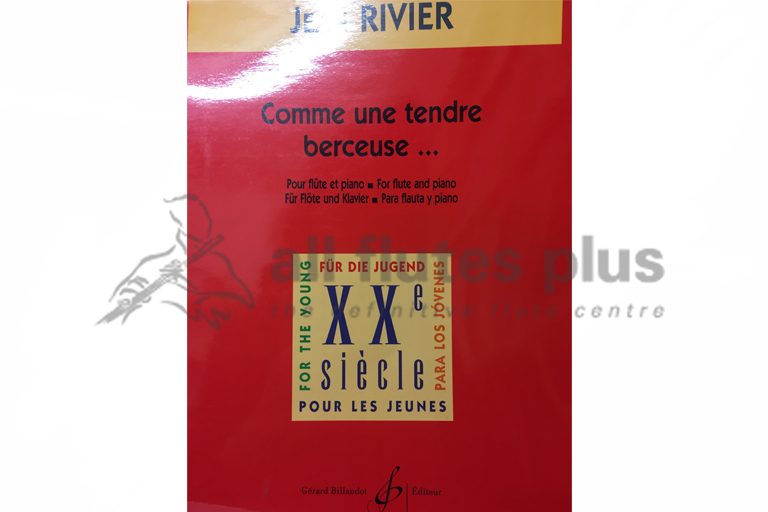 RIVIER
Comme une tendre
berceuse ...
Pour flûte et piano ■ For flute and piano
Für Flöte und Klavier ■ Para flauta y piano
all flutes plus
the definitive flute centre
FÜR DIE JUGEND
FOR THE YOUNG
XXe
siècle
PARA LOS JÓVENES
POUR LES JEUNES
Gérard Billaudot Éditeur